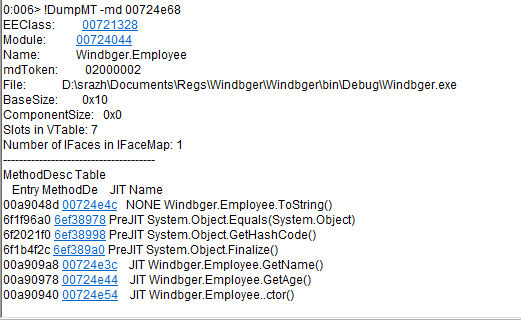 0:006> !DumpMT -md 00724e68
EEClass: 00721328
Module: 00724044
Name: Windbger.Employee
mdToken: 02000002
File: D:\srazh\Documents\Regs\Windbger\Windbger\bin\Debug\Windbger.exe
BaseSize: 0x10
ComponentSize: 0x0
Slots in VTable: 7
Number of IFaces in IFaceMap: 1
--------------------------------------
MethodDesc Table
Entry MethodDe JIT Name
00a9048d 00724e4c NONE Windbger.Employee.ToString()
6f1f96a0 6ef38978 PreJIT System.Object.Equals(System.Object)
6f2021f0 6ef38998 PreJIT System.Object.GetHashCode()
6f1b4f2c 6ef389a0 PreJIT System.Object.Finalize()
00a909a8 00724e3c JIT Windbger.Employee.GetName()
00a90978 00724e44 JIT Windbger.Employee.GetAge()
00a90940 00724e54 JIT Windbger.Employee..ctor()